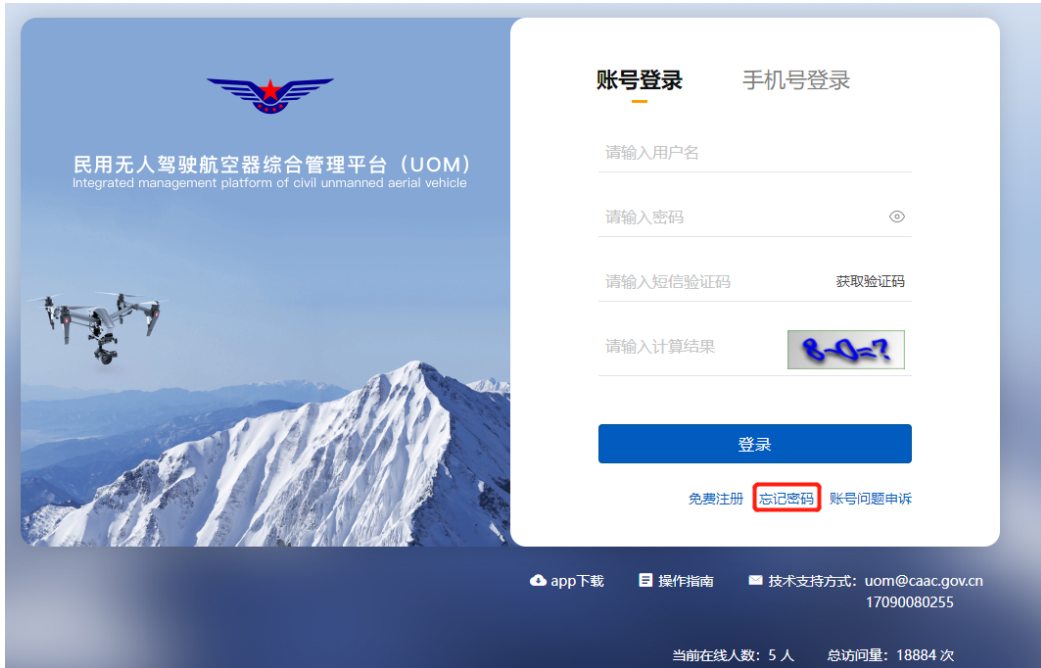 民用无人驾驶航空器综合管理平台（UOM）
Integrated management platform of civil unmanned aerial vehicle
账号登录 手机号登录
请输入用户名
请输入密码
请输入短信验证码 获取验证码
请输入计算结果 8-0=?
登录
免费注册 忘记密码 账号问题申诉
app下载 操作指南 技术支持方式：uom@caac.gov.cn
17090080255
当前在线人数：5 人 总访问量：18884 次